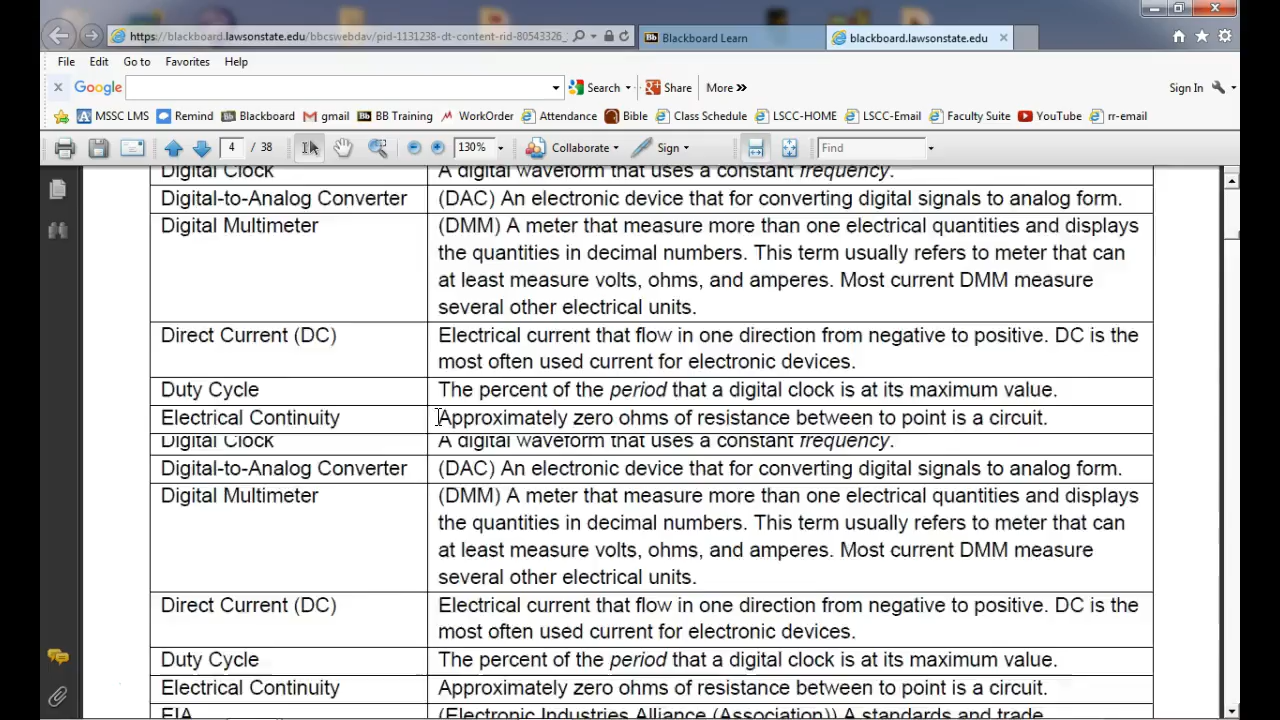 https://blackboard.lawsonstate.edu/bbcswebdav/pid-1131238-dt-content-rid-80543326_
Blackboard Learn
blackboard.lawsonstate.edu
File Edit Go to Favorites Help
Google Search Share More » Sign In
MSSC LMS Remind Blackboard gmail BB Training WorkOrder Attendance Bible Class Schedule LSCC-HOME LSCC-Email Faculty Suite YouTube rr-email
4 / 38 130% Collaborate Sign Find
Digital Clock A digital waveform that uses a constant frequency.
Digital-to-Analog Converter (DAC) An electronic device that for converting digital signals to analog form.
Digital Multimeter (DMM) A meter that measure more than one electrical quantities and displays
the quantities in decimal numbers. This term usually refers to meter that can
at least measure volts, ohms, and amperes. Most current DMM measure
several other electrical units.
Direct Current (DC) Electrical current that flow in one direction from negative to positive. DC is the
most often used current for electronic devices.
Duty Cycle The percent of the period that a digital clock is at its maximum value.
Electrical Continuity Approximately zero ohms of resistance between to point is a circuit.
Digital Clock A digital waveform that uses a constant frequency.
Digital-to-Analog Converter (DAC) An electronic device that for converting digital signals to analog form.
Digital Multimeter (DMM) A meter that measure more than one electrical quantities and displays
the quantities in decimal numbers. This term usually refers to meter that can
at least measure volts, ohms, and amperes. Most current DMM measure
several other electrical units.
Direct Current (DC) Electrical current that flow in one direction from negative to positive. DC is the
most often used current for electronic devices.
Duty Cycle The percent of the period that a digital clock is at its maximum value.
Electrical Continuity Approximately zero ohms of resistance between to point is a circuit.
EIA (Electronic Industries Alliance (Association)) A standards and trade